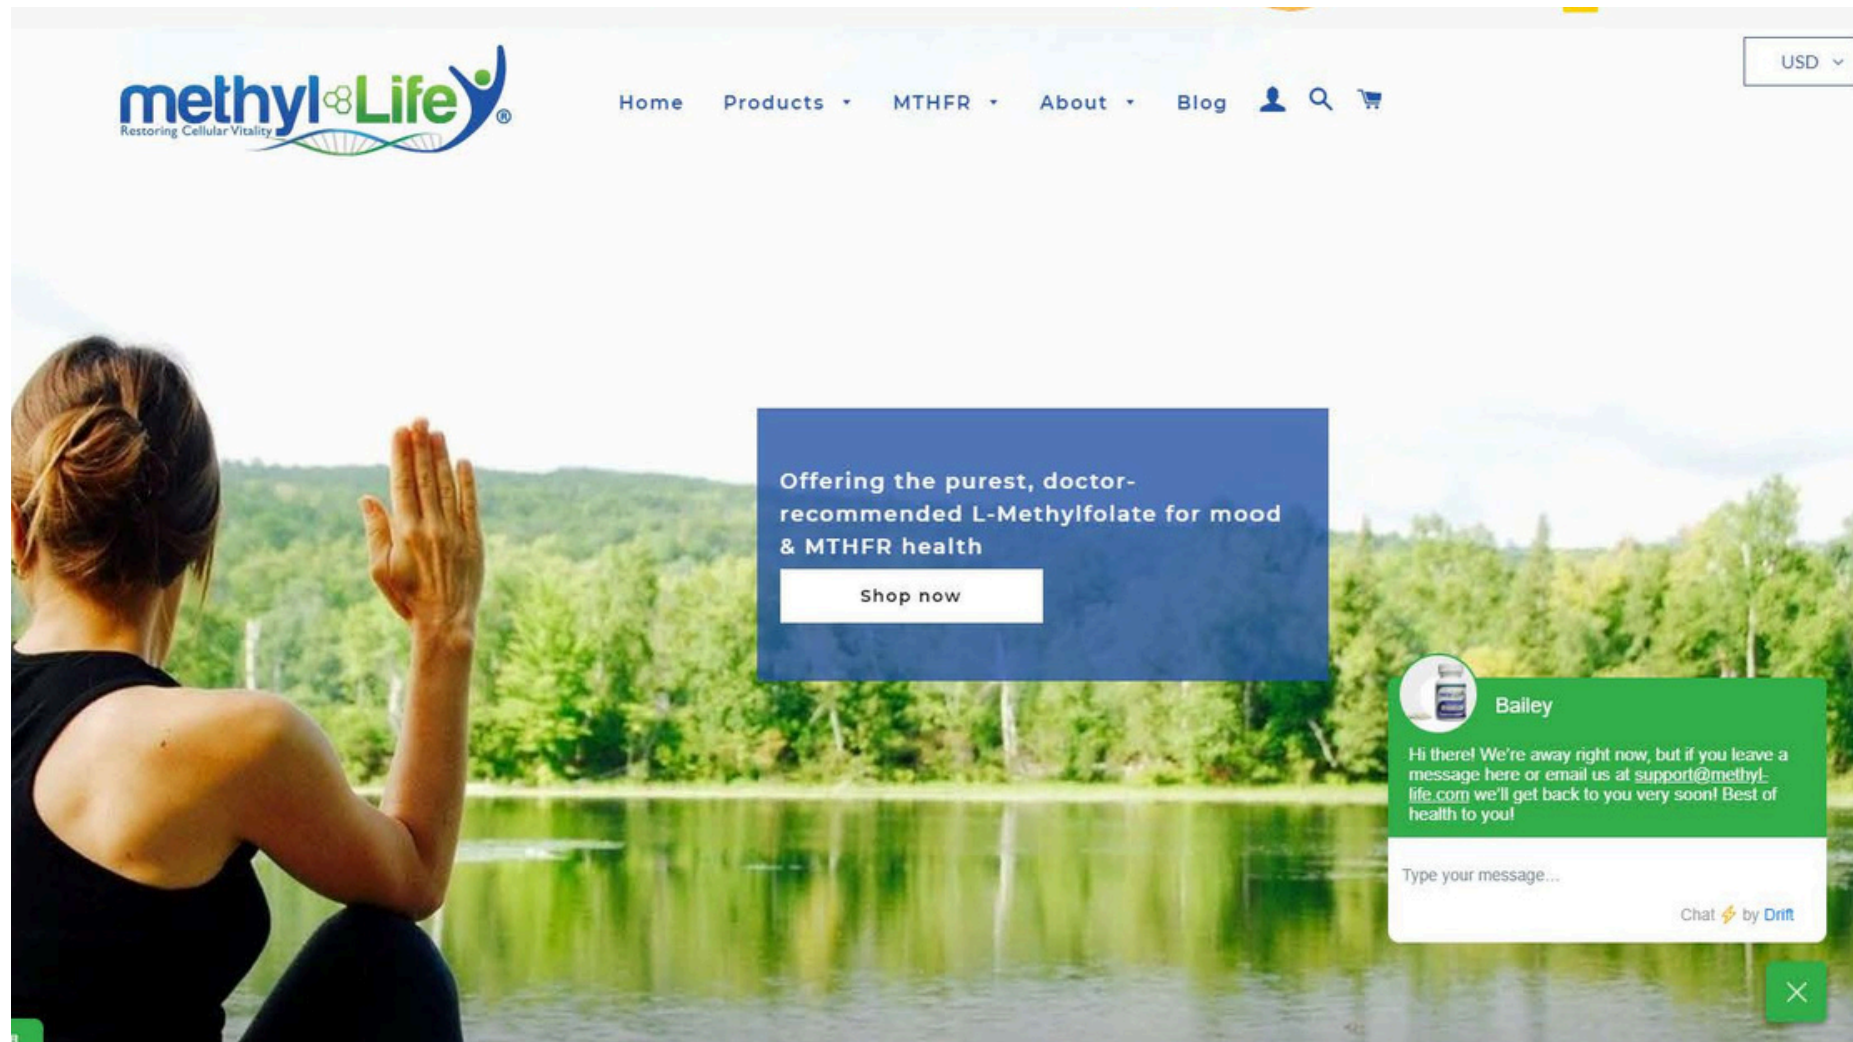 USD
methyl Life ®
Restoring Cellular Vitality
Home Products MTHFR About Blog
Offering the purest, doctor-
recommended L-Methylfolate for mood
& MTHFR health
Shop now
Bailey
Hi there! We're away right now, but if you leave a
message here or email us at support@methyl-
life.com we'll get back to you very soon! Best of
health to you!
Type your message...
Chat ⚡ by Drift